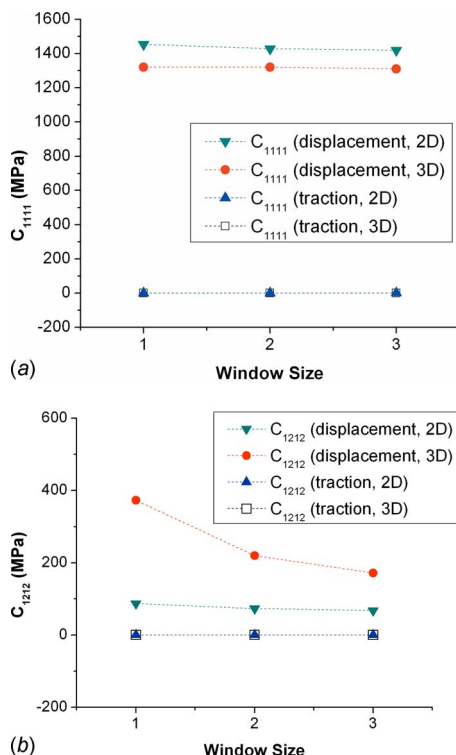 1600
1400
1200
1000
800
600
400
200
0
-200
C1111 (MPa)
C1111 (displacement, 2D)
C1111 (displacement, 3D)
C1111 (traction, 2D)
C1111 (traction, 3D)
1 2 3
Window Size
(a)
600
400
200
0
-200
C1212 (MPa)
C1212 (displacement, 2D)
C1212 (displacement, 3D)
C1212 (traction, 2D)
C1212 (traction, 3D)
1 2 3
Window Size
(b)